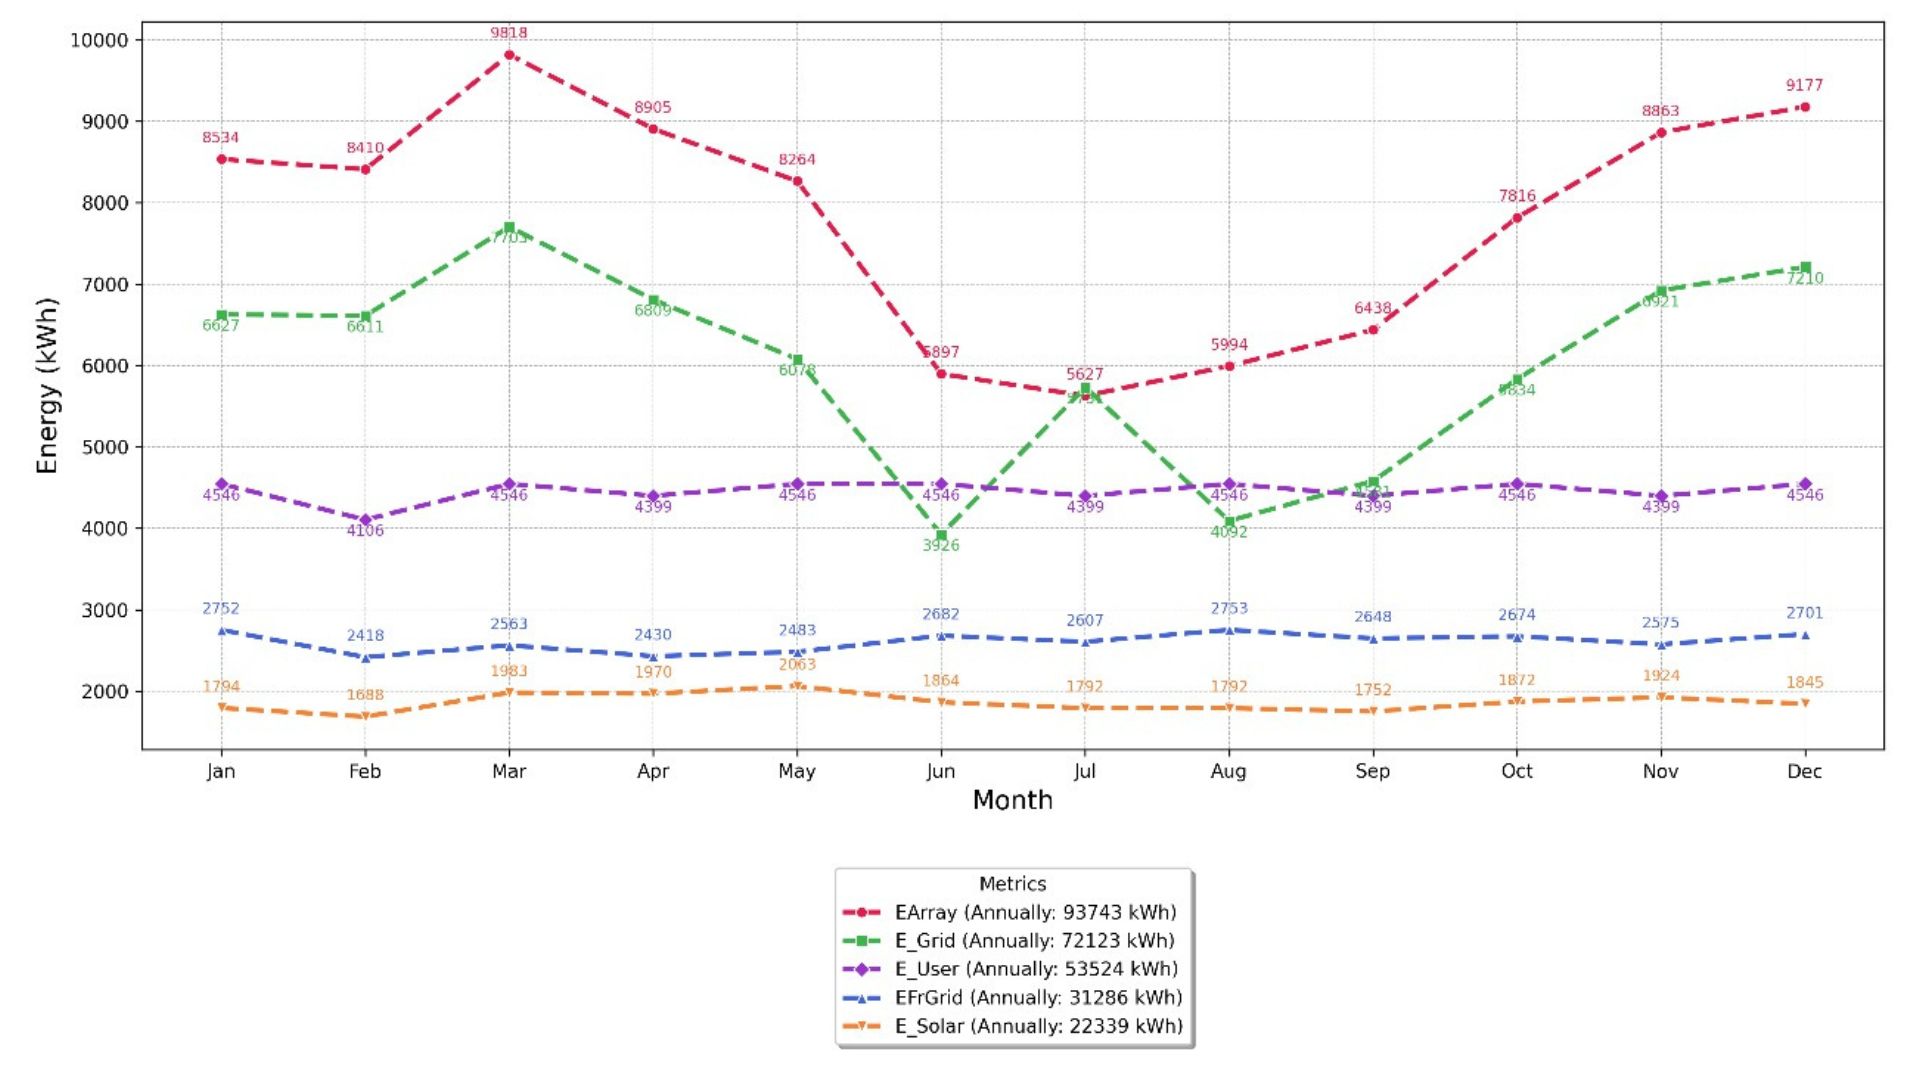 10000
9000
8000
7000
6000
5000
4000
3000
2000
Energy (kWh)
8534 8410 9818 8905 8264 5897 5627 5994 6438 7816 8863 9177
6627 6611 7703 6809 6078 3926 4092 4581 5834 6921 7210
4546 4106 4546 4399 4546 4546 4399 4546 4399 4546 4399 4546
2752 2418 2563 2430 2483 2682 2607 2753 2648 2674 2575 2701
1794 1688 1983 1970 2063 1864 1792 1792 1752 1872 1924 1845
Jan Feb Mar Apr May Jun Jul Aug Sep Oct Nov Dec
Month
Metrics
EArray (Annually: 93743 kWh)
E_Grid (Annually: 72123 kWh)
E_User (Annually: 53524 kWh)
EFrGrid (Annually: 31286 kWh)
E_Solar (Annually: 22339 kWh)